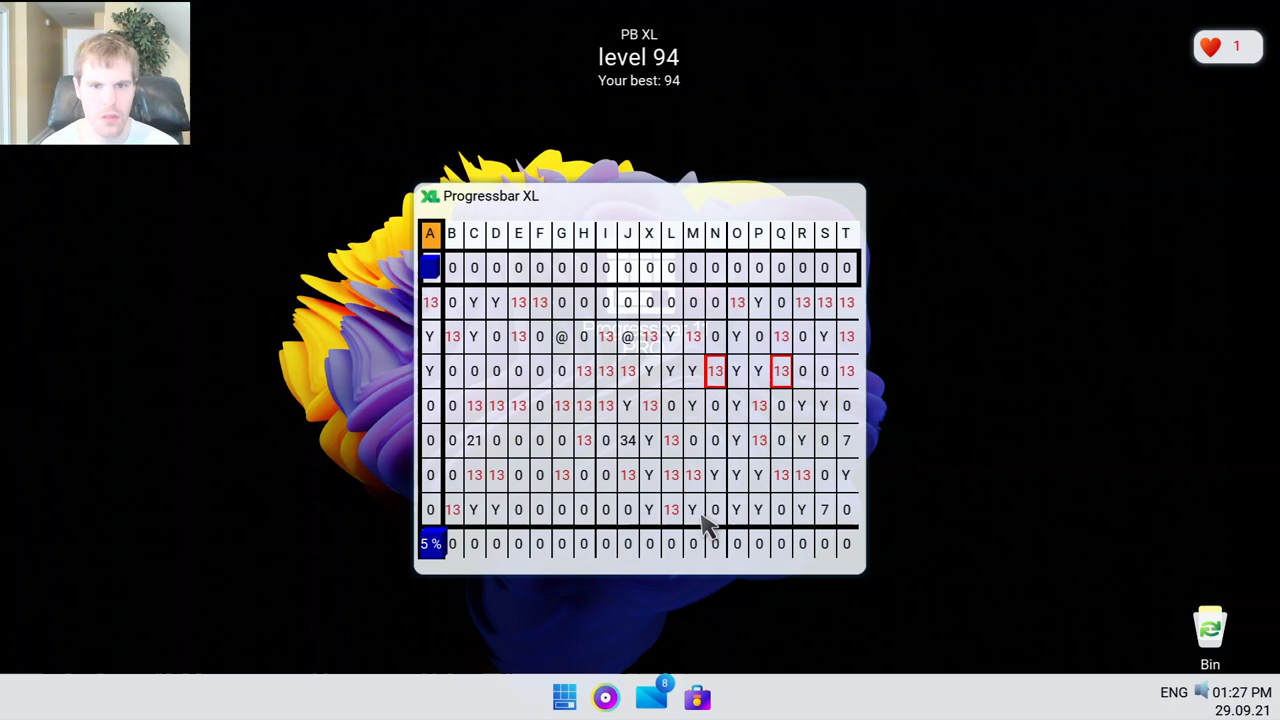 PB XL
level 94
Your best: 94
1
XL Progressbar XL
A B C D E F G H I J X L M N O P Q R S T
0 0 0 0 0 0 0 0 0 0 0 0 0 0 0 0 0 0 0
13 0 Y Y 13 13 0 0 0 0 0 0 0 0 13 Y 0 13 13 13
Y 13 Y 0 13 0 @ 0 13 @ 13 Y 13 0 Y 0 13 0 Y 13
Y 0 0 0 0 0 0 13 13 13 Y Y Y 13 Y Y 13 0 0 13
0 0 13 13 13 0 13 13 13 Y 13 0 Y 0 Y 13 0 Y Y 0
0 0 21 0 0 0 0 13 0 34 Y 13 0 0 Y 13 0 Y 0 7
0 0 13 13 0 0 13 0 0 13 Y 13 13 Y Y Y 13 13 0 Y
0 13 Y Y 0 0 0 0 0 0 Y 13 Y 0 Y Y 0 Y 7 0
5 % 0 0 0 0 0 0 0 0 0 0 0 0 0 0 0 0 0 0 0
Bin
8
ENG 01:27 PM
29.09.21